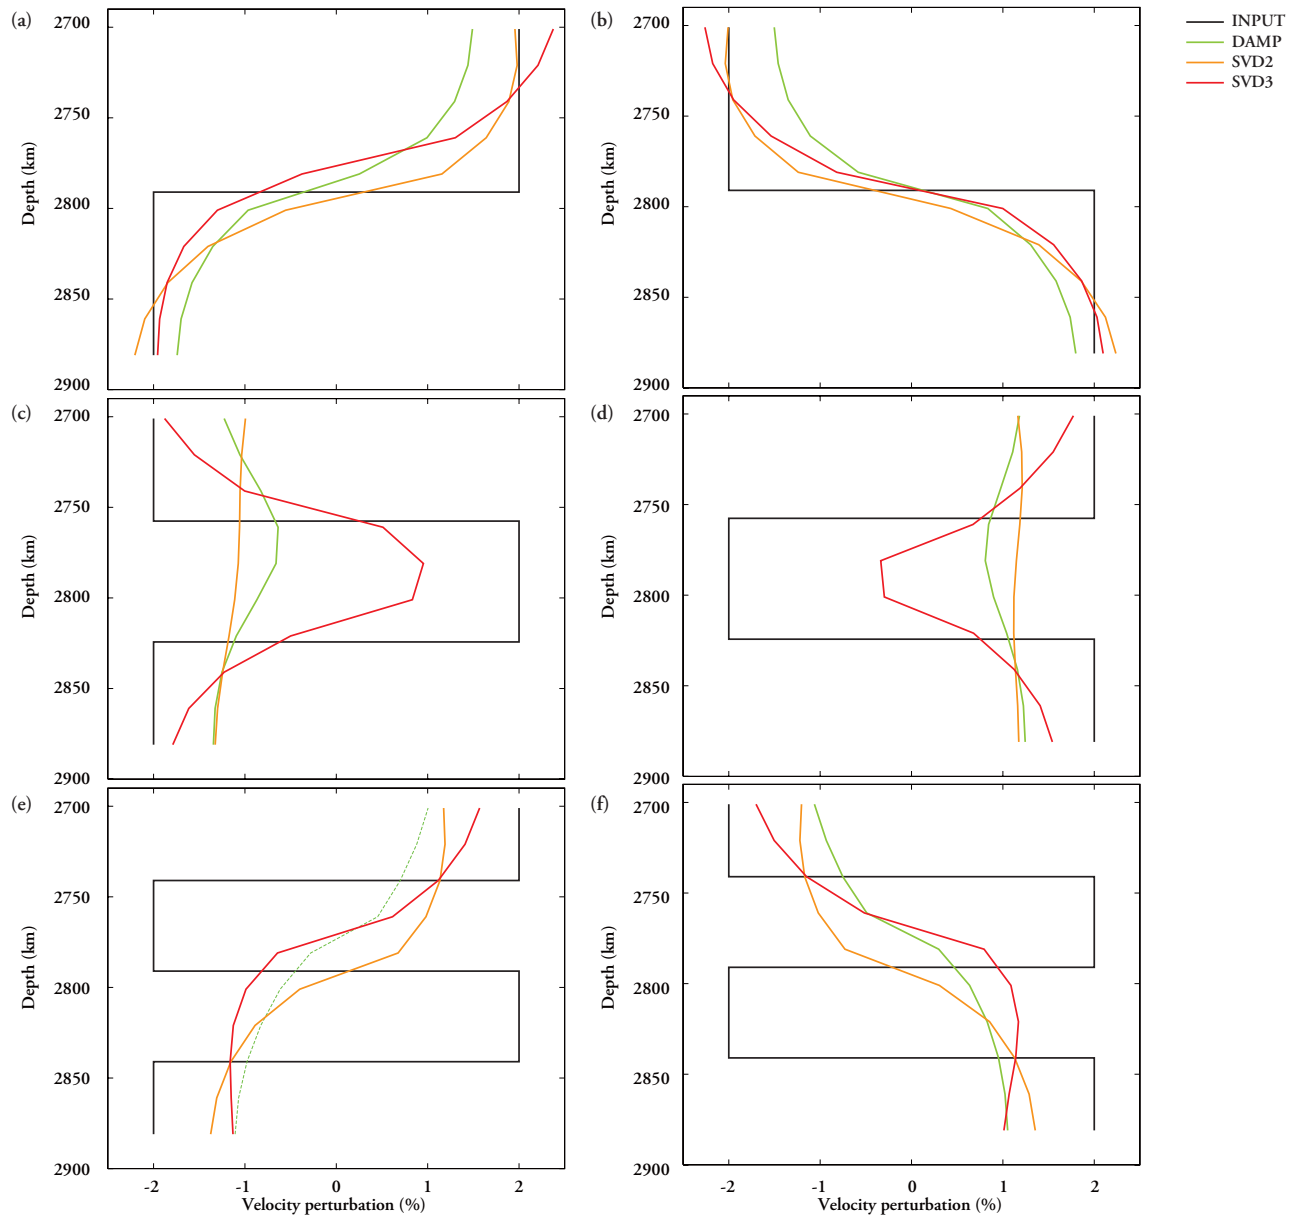 (a)
2700
2750
2800
2850
2900
Depth (km)
(b)
2700
2750
2800
2850
2900
Depth (km)
INPUT
DAMP
SVD2
SVD3
(c)
2700
2750
2800
2850
2900
Depth (km)
(d)
2700
2750
2800
2850
2900
Depth (km)
(e)
2700
2750
2800
2850
2900
Depth (km)
-2 -1 0 1 2
Velocity perturbation (%)
(f)
2700
2750
2800
2850
2900
Depth (km)
-2 -1 0 1 2
Velocity perturbation (%)